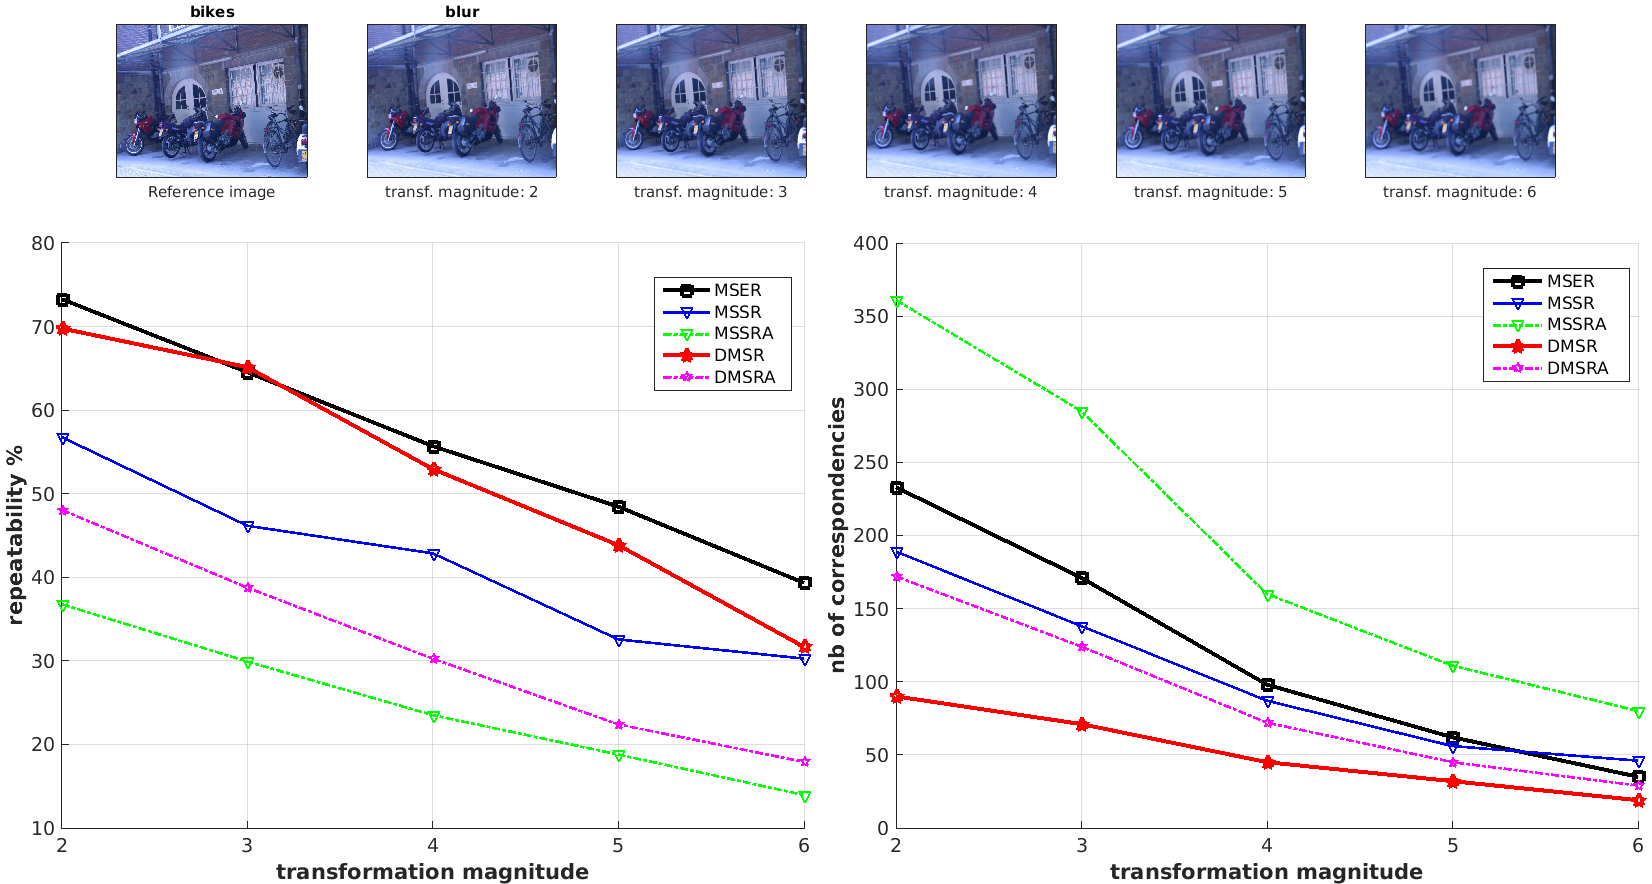 bikes
blur
Reference image
transf. magnitude: 2
transf. magnitude: 3
transf. magnitude: 4
transf. magnitude: 5
transf. magnitude: 6
80
70
60
50
40
30
20
10
repeatability %
MSER
MSSR
MSSRA
DMSR
DMSRA
2 3 4 5 6
transformation magnitude
400
350
300
250
200
150
100
50
0
nb of correspondencies
MSER
MSSR
MSSRA
DMSR
DMSRA
2 3 4 5 6
transformation magnitude